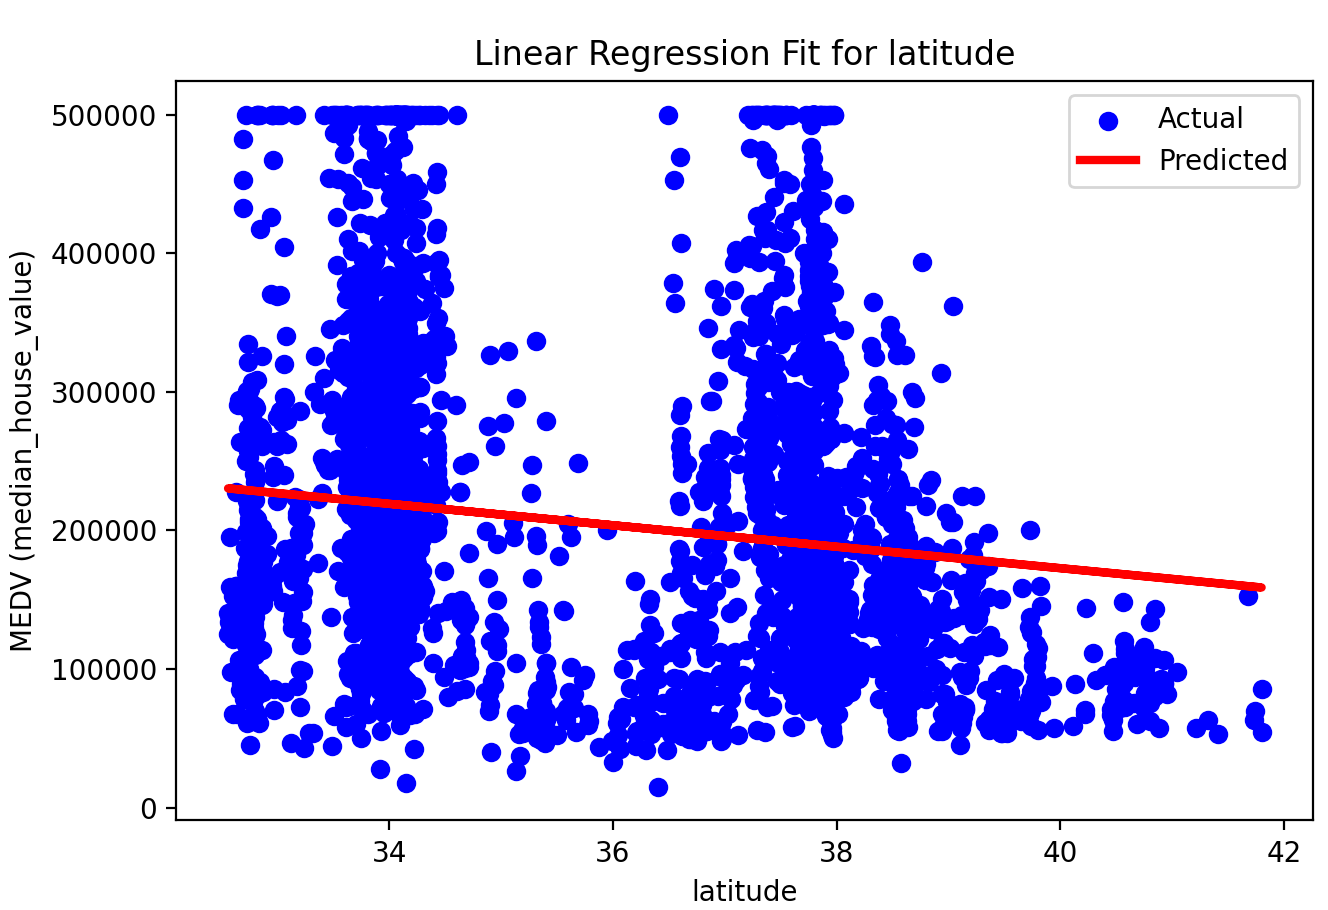 Linear Regression Fit for latitude
Actual
Predicted
MEDV (median_house_value)
500000
400000
300000
200000
100000
0
34
36
38
40
42
latitude